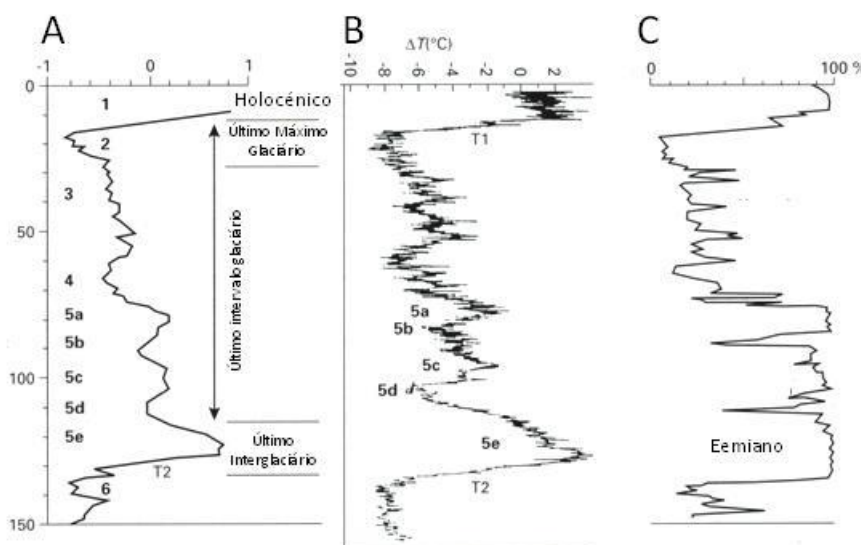 A
-1
0
1
0
50
100
150
1
2
3
4
5a
5b
5c
5d
5e
6
T2
Holocénico
Último Máximo
Glaciário
Último intervaloglaciário
Último
Interglaciário
B
ΔT(°C)
-10
-8
-6
-4
-2
0
2
T1
5a
5b
5c
5d
5e
T2
C
0
100 %
Eemiano